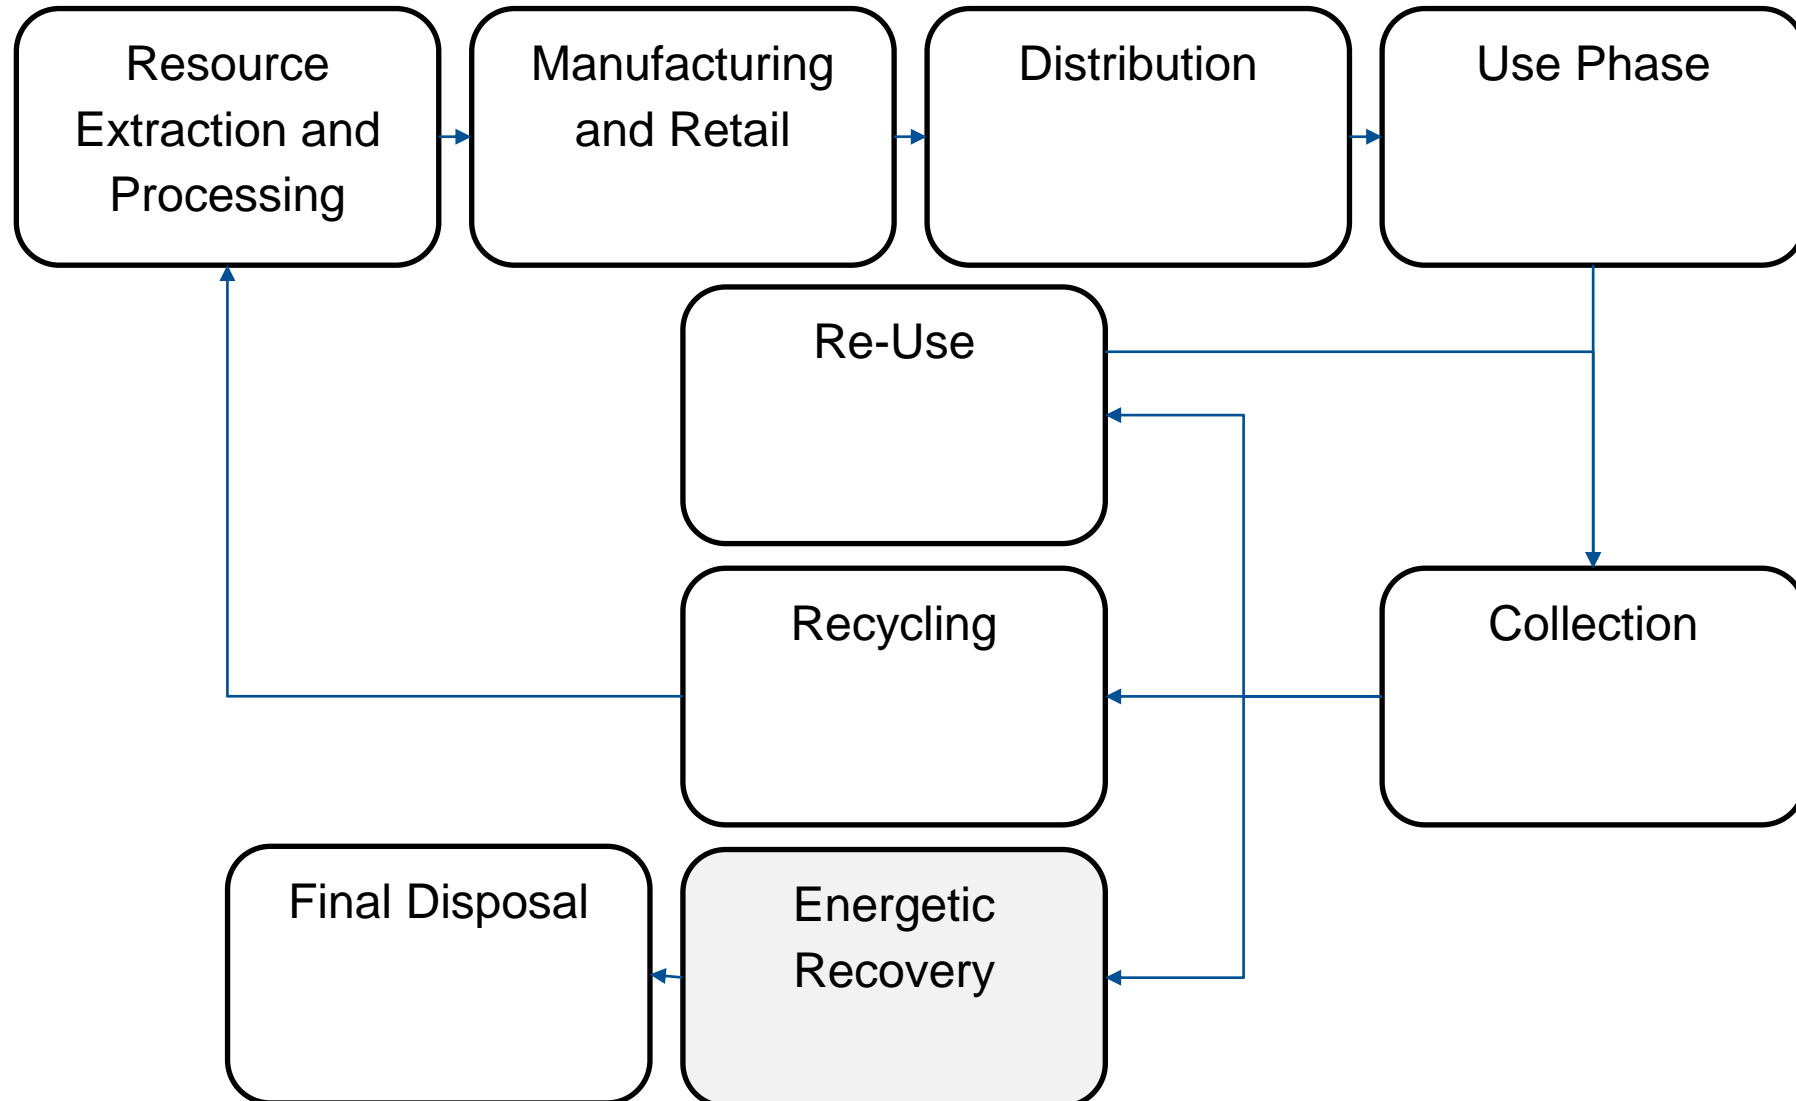 Resource
Extraction and
Processing
Manufacturing
and Retail
Distribution
Use Phase
Re-Use
Recycling
Collection
Final Disposal
Energetic
Recovery